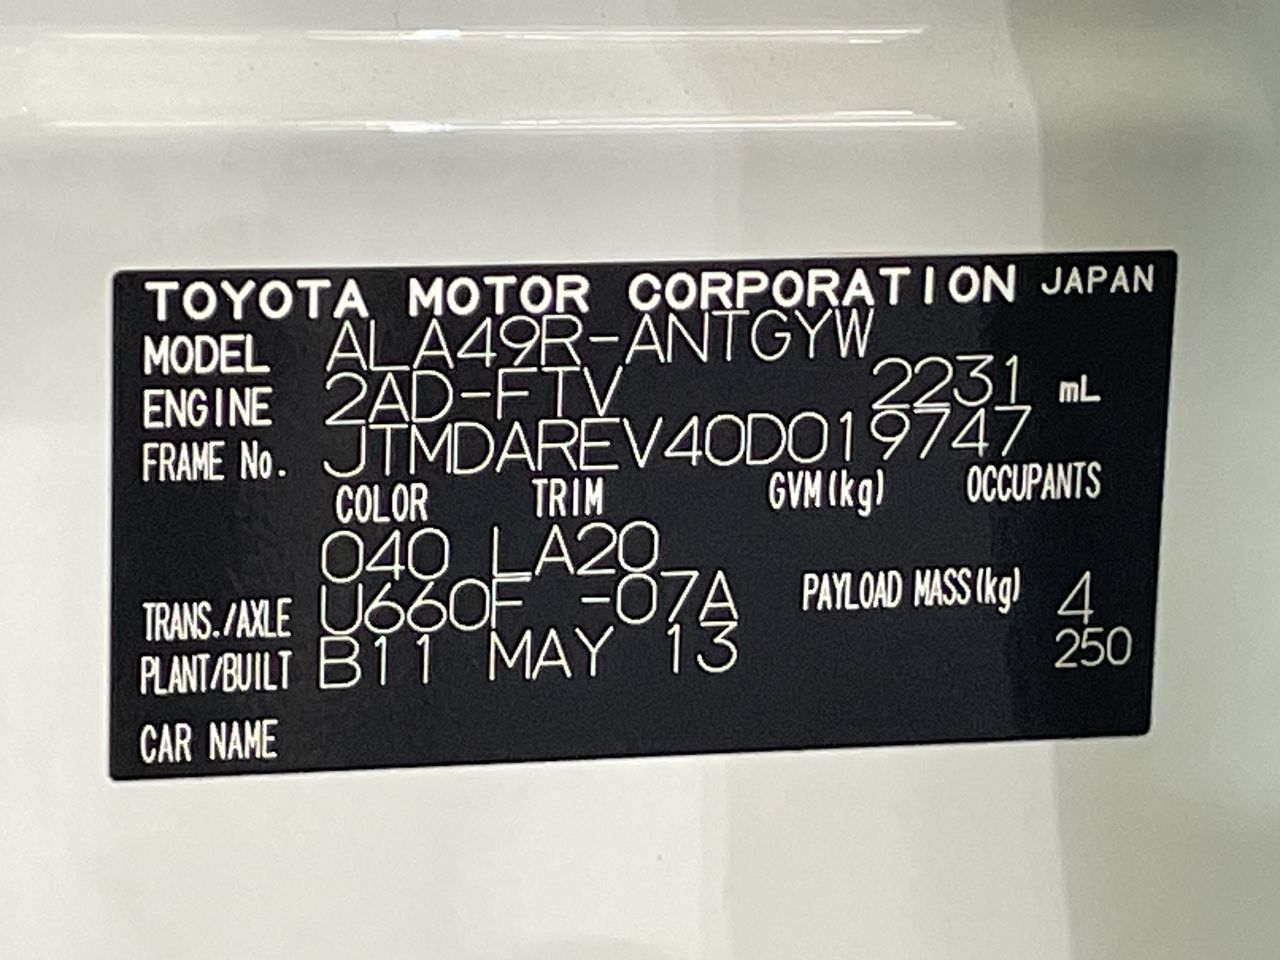 TOYOTA MOTOR CORPORATION JAPAN
MODEL ALA49R-ANTGYW
ENGINE 2AD-FTV 2231 mL
FRAME No. JTMDAREV40D019747
COLOR TRIM GVM(kg) OCCUPANTS
040 LA20
TRANS./AXLE U660F -07A PAYLOAD MASS(kg) 4
PLANT/BUILT B11 MAY 13 250
CAR NAME